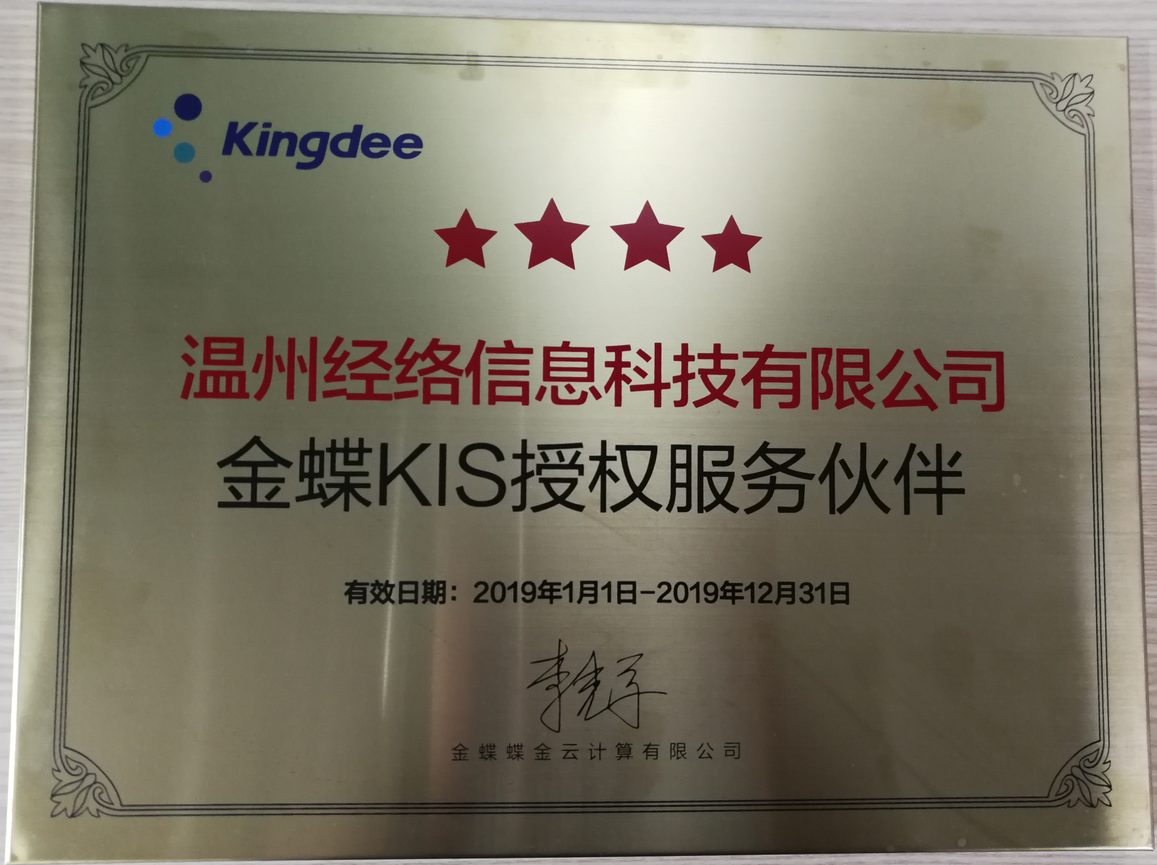 Kingdee
温州经络信息科技有限公司
金蝶KIS授权服务伙伴
有效日期：2019年1月1日-2019年12月31日
金蝶蝶金云计算有限公司